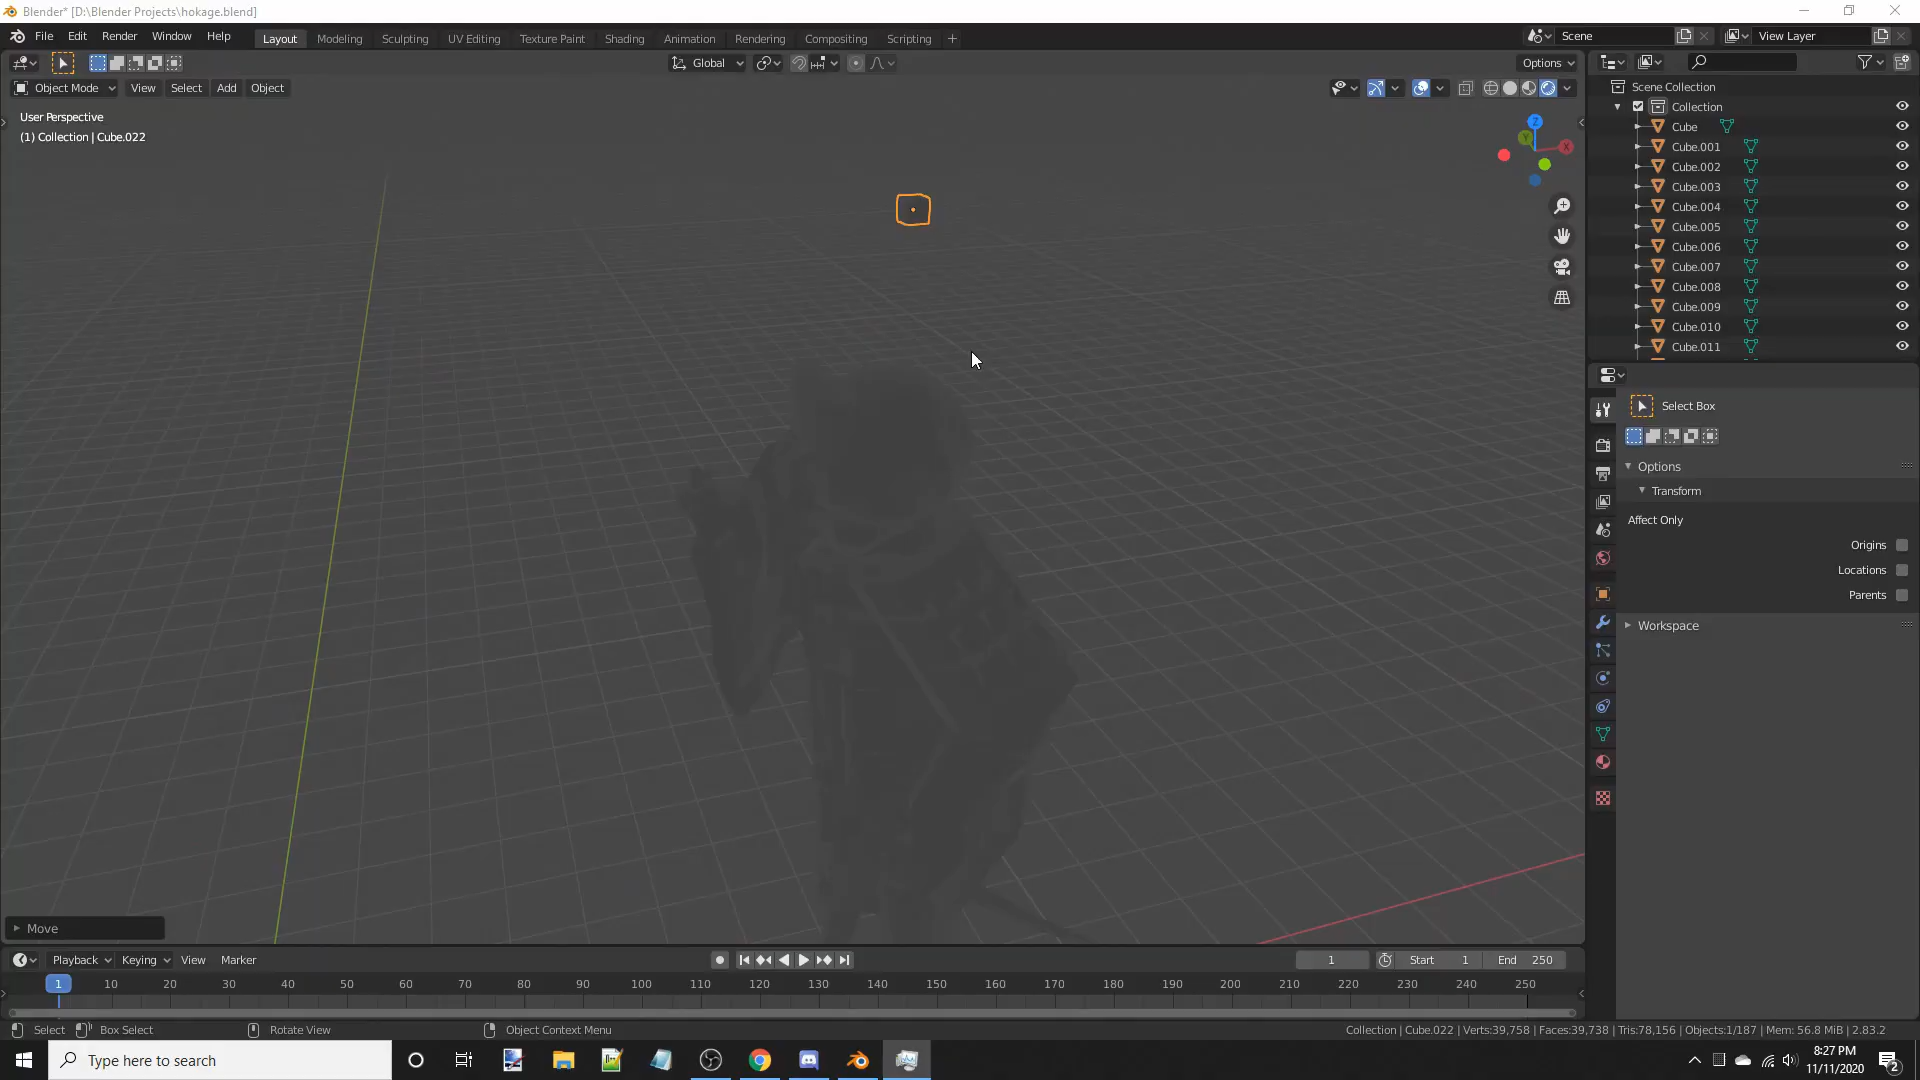 Blender* [D:\Blender Projects\hokage.blend]
File Edit Render Window Help Layout Modeling Sculpting UV Editing Texture Paint Shading Animation Rendering Compositing Scripting + Scene View Layer
Global Options
Object Mode View Select Add Object
User Perspective
(1) Collection | Cube.022
Z
Y
X
Scene Collection
Collection
Cube
Cube.001
Cube.002
Cube.003
Cube.004
Cube.005
Cube.006
Cube.007
Cube.008
Cube.009
Cube.010
Cube.011
Select Box
Options
Transform
Affect Only
Origins
Locations
Parents
Workspace
Move
Playback Keying View Marker 1 Start 1 End 250
1 10 20 30 40 50 60 70 80 90 100 110 120 130 140 150 160 170 180 190 200 210 220 230 240 250
Select Box Select Rotate View Object Context Menu Collection | Cube.022 | Verts:39,758 | Faces:39,738 | Tris:78,156 | Objects:1/187 | Mem: 56.8 MiB | 2.83.2
Type here to search
8:27 PM
11/11/2020
2